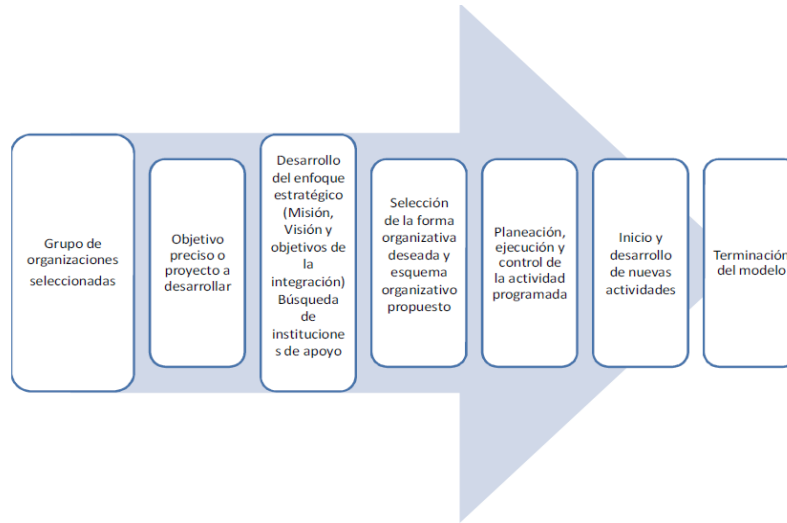 Grupo de
organizaciones
seleccionadas
Objetivo
preciso o
proyecto a
desarrollar
Desarrollo
del enfoque
estratégico
(Misión,
Visión y
objetivos de
la
integración)
Búsqueda
de
institucione
s de apoyo
Selección
de la forma
organizativa
deseada y
esquema
organizativo
propuesto
Planeación,
ejecución y
control de
la actividad
programada
Inicio y
desarrollo
de nuevas
actividades
Terminación
del modelo